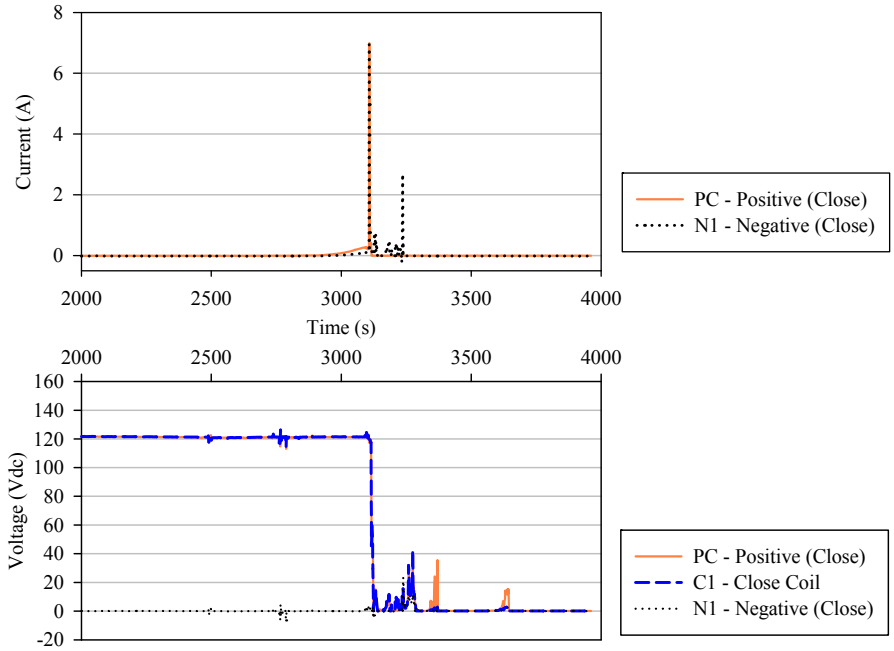 8
6
4
2
0
Current (A)
2000 2500 3000 3500 4000
Time (s)
PC - Positive (Close)
N1 - Negative (Close)
2000 2500 3000 3500 4000
160
140
120
100
80
60
40
20
0
-20
Voltage (Vdc)
PC - Positive (Close)
C1 - Close Coil
N1 - Negative (Close)